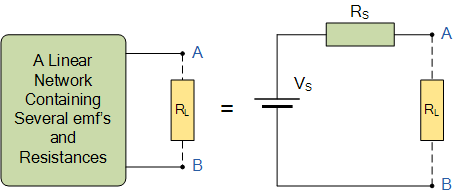 A Linear
Network
Containing
Several emf's
and
Resistances
A
RL
B
=
RS
VS
A
RL
B